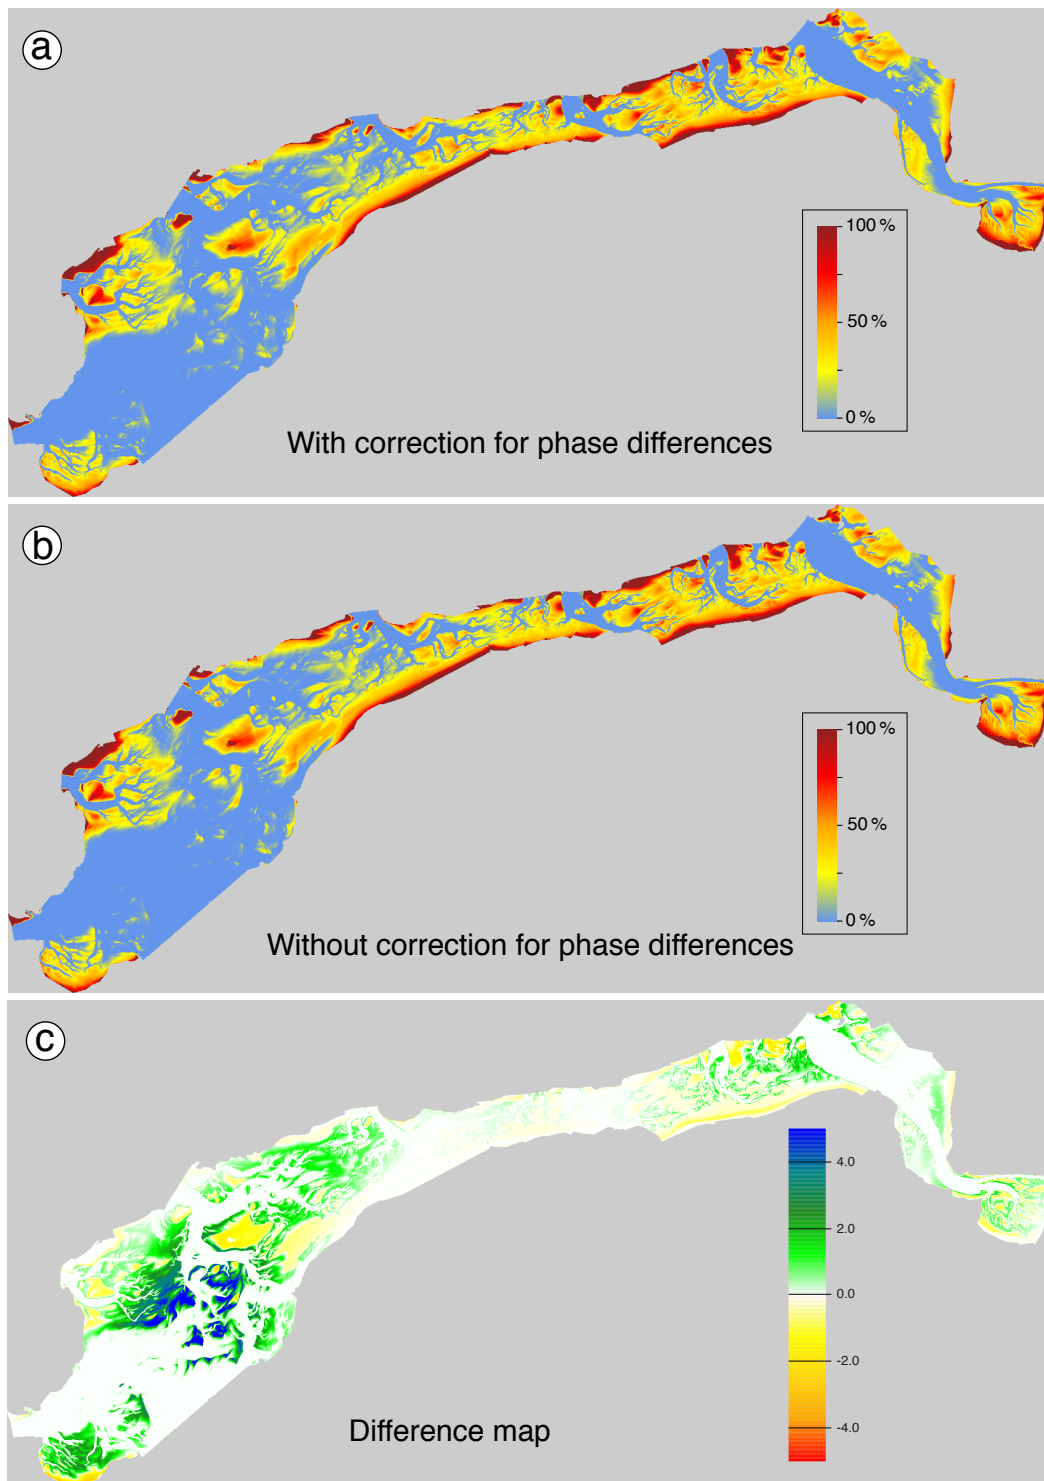 a
100 %
50 %
0 %
With correction for phase differences
b
100 %
50 %
0 %
Without correction for phase differences
c
4.0
2.0
0.0
-2.0
-4.0
Difference map